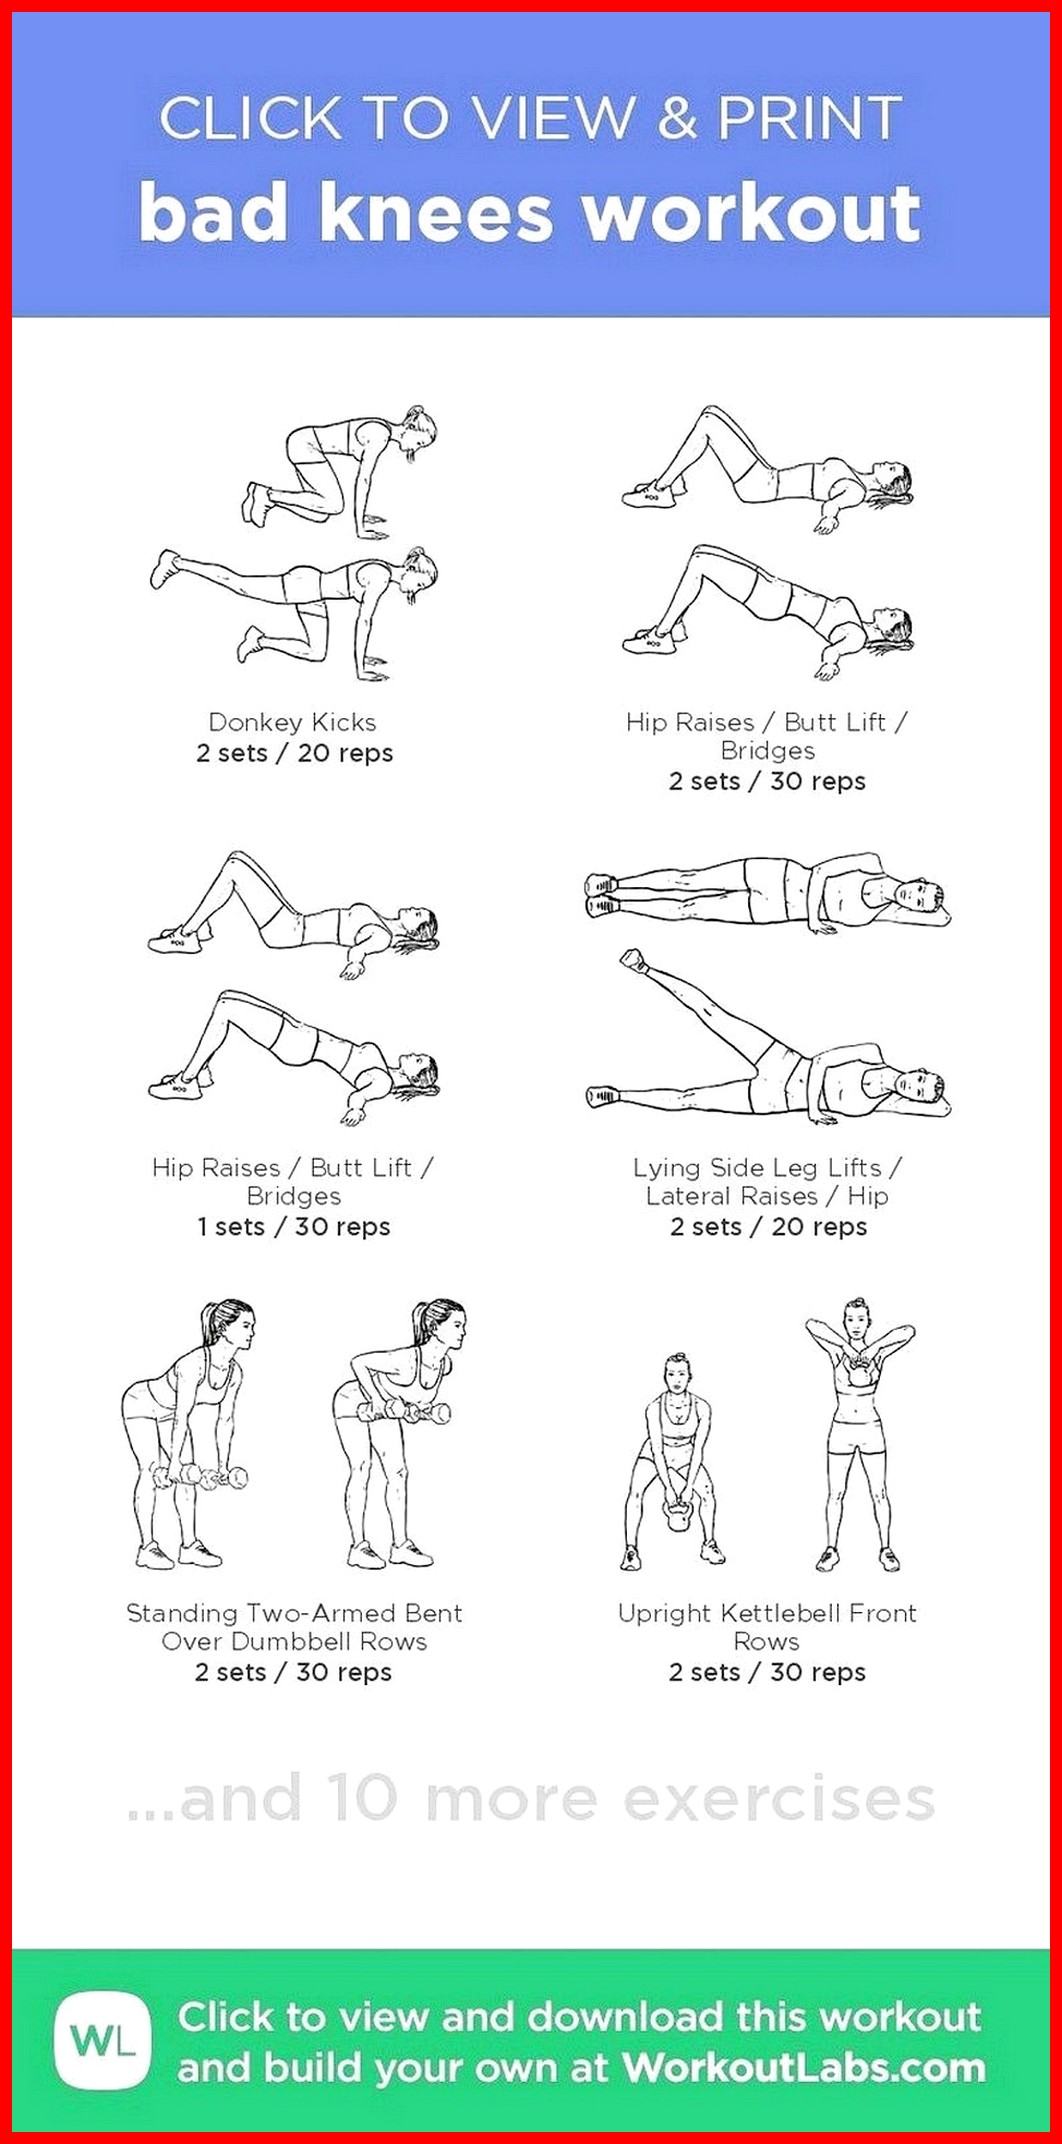 CLICK TO VIEW & PRINT
bad knees workout
Donkey Kicks
2 sets / 20 reps
Hip Raises / Butt Lift /
Bridges
2 sets / 30 reps
Hip Raises / Butt Lift /
Bridges
1 sets / 30 reps
Lying Side Leg Lifts /
Lateral Raises / Hip
2 sets / 20 reps
Standing Two-Armed Bent
Over Dumbbell Rows
2 sets / 30 reps
Upright Kettlebell Front
Rows
2 sets / 30 reps
...and 10 more exercises
WL
Click to view and download this workout
and build your own at WorkoutLabs.com